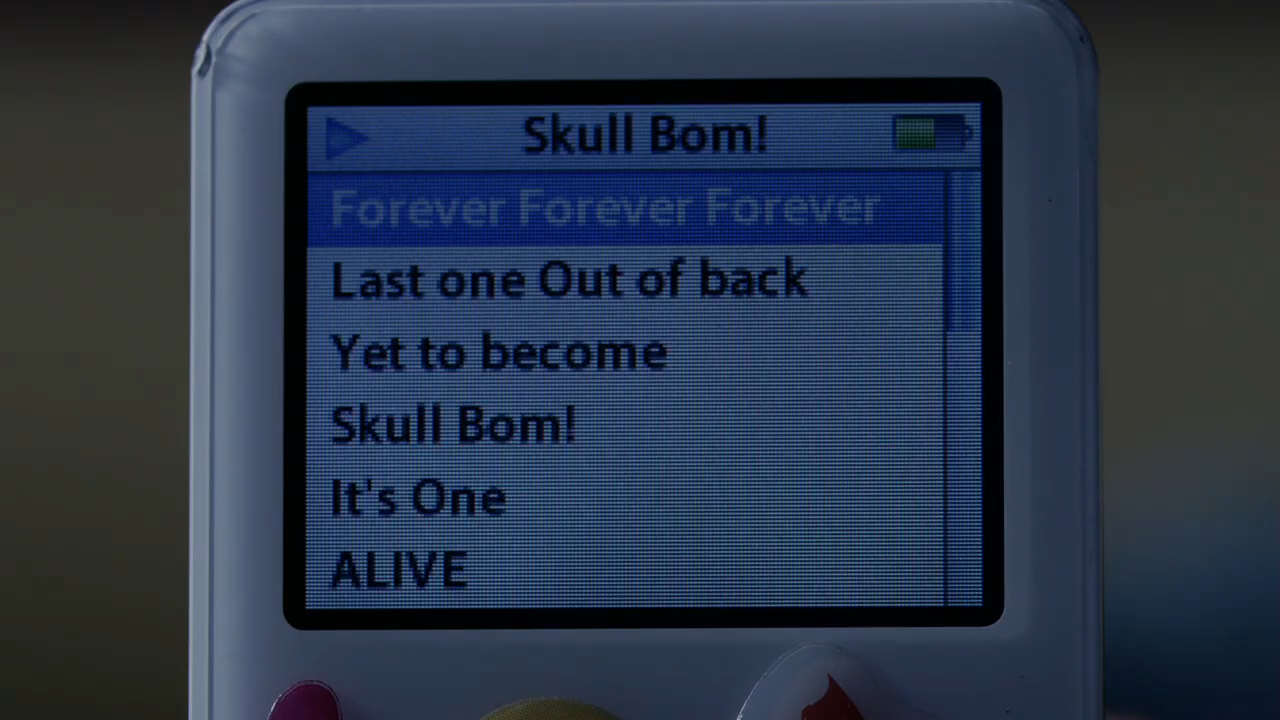 Skull Bom!
Forever Forever Forever
Last one Out of back
Yet to become
Skull Bom!
It's One
ALIVE